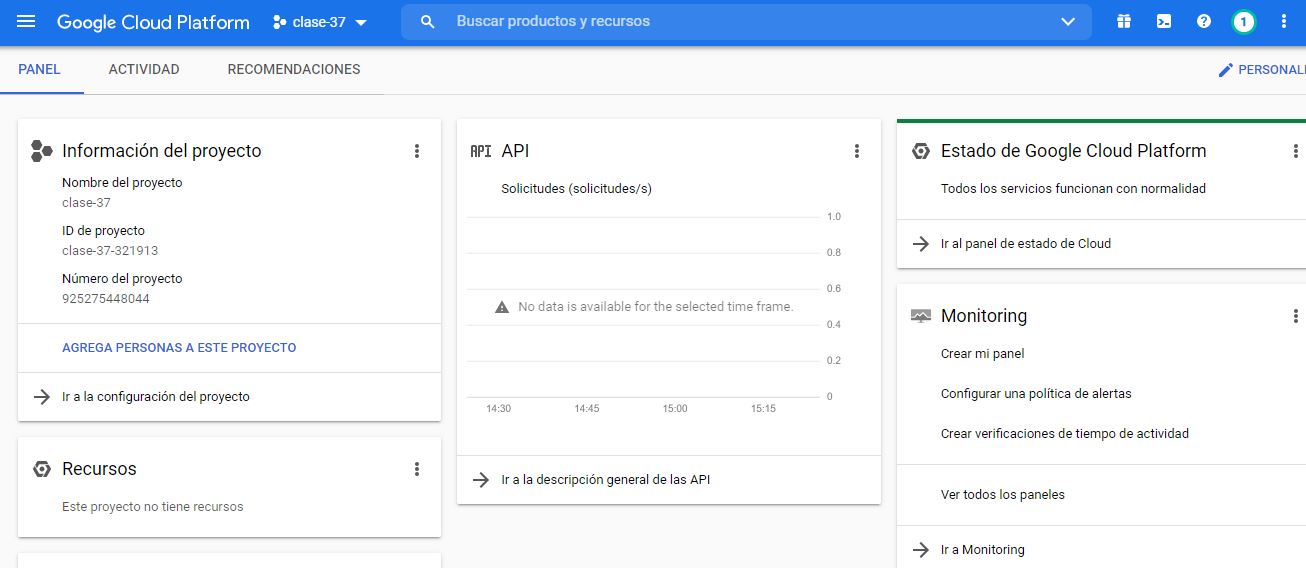 Google Cloud Platform
clase-37
Buscar productos y recursos
1
PANEL
ACTIVIDAD
RECOMENDACIONES
PERSONALI
Información del proyecto
Nombre del proyecto
clase-37
ID de proyecto
clase-37-321913
Número del proyecto
925275448044
AGREGA PERSONAS A ESTE PROYECTO
Ir a la configuración del proyecto
Recursos
Este proyecto no tiene recursos
API API
Solicitudes (solicitudes/s)
1.0
0.8
0.6
No data is available for the selected time frame.
0.4
0.2
0
14:30 14:45 15:00 15:15
Ir a la descripción general de las API
Estado de Google Cloud Platform
Todos los servicios funcionan con normalidad
Ir al panel de estado de Cloud
Monitoring
Crear mi panel
Configurar una política de alertas
Crear verificaciones de tiempo de actividad
Ver todos los paneles
Ir a Monitoring